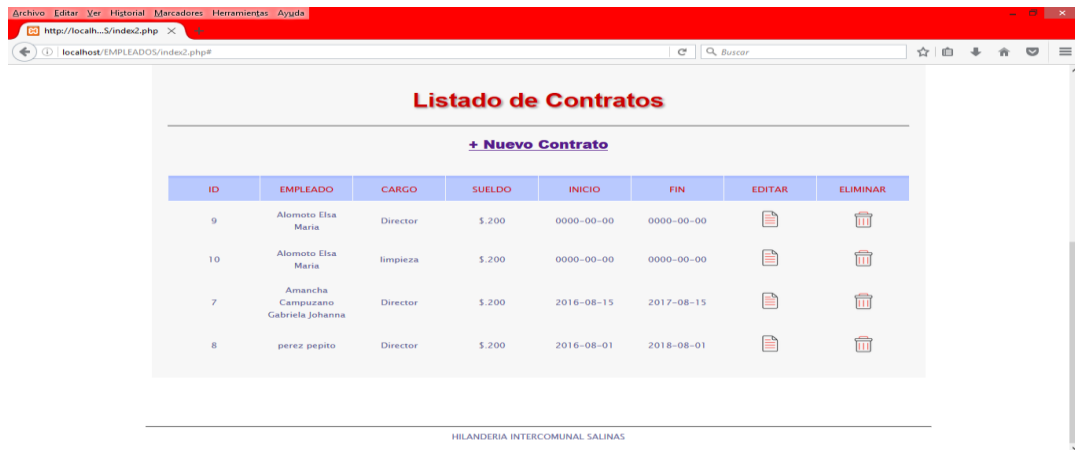 Archivo Editar Ver Historial Marcadores Herramientas Ayuda
http://localh...S/index2.php
localhost/EMPLEADOS/index2.php#
Buscar
Listado de Contratos
+ Nuevo Contrato
ID EMPLEADO CARGO SUELDO INICIO FIN EDITAR ELIMINAR
9 Alomoto Elsa Maria Director $.200 0000-00-00 0000-00-00
10 Alomoto Elsa Maria limpieza $.200 0000-00-00 0000-00-00
7 Amancha Campuzano Gabriela Johanna Director $.200 2016-08-15 2017-08-15
8 perez pepito Director $.200 2016-08-01 2018-08-01
HILANDERIA INTERCOMUNAL SALINAS